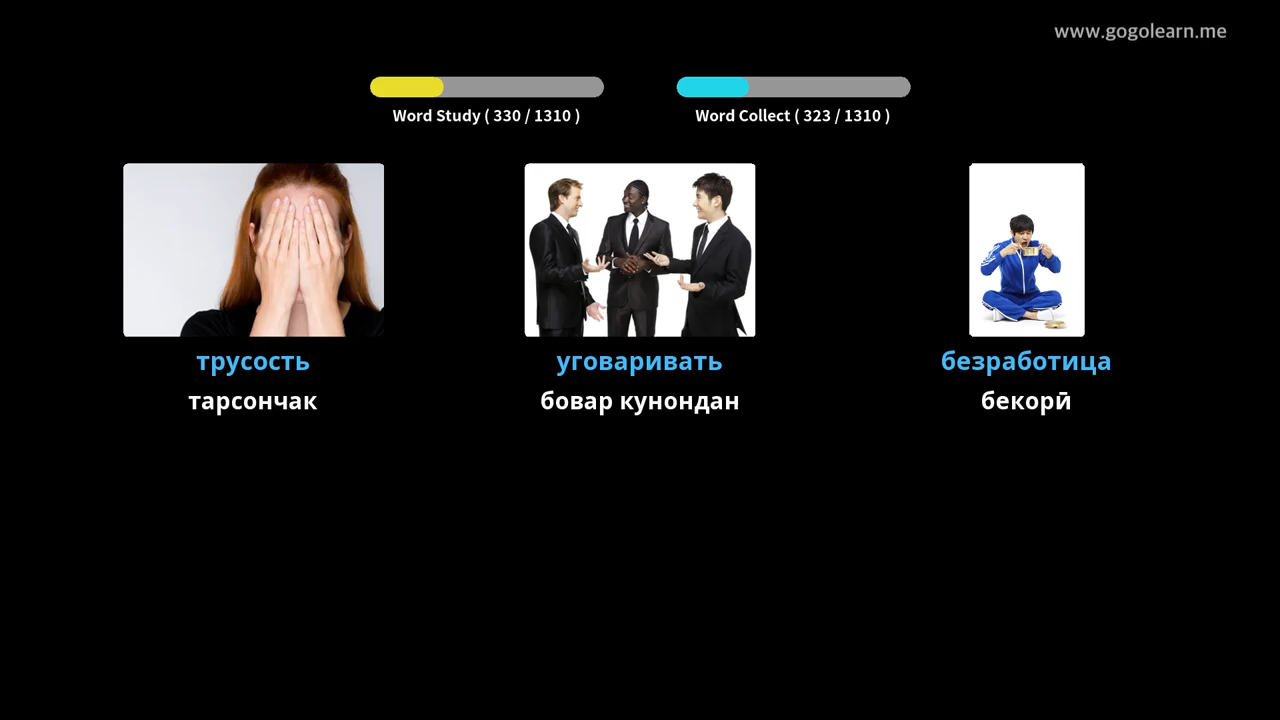 www.gogolearn.me
Word Study ( 330 / 1310 )
Word Collect ( 323 / 1310 )
трусость
уговаривать
безработица
тарсончак
бовар кунондан
бекорӣ